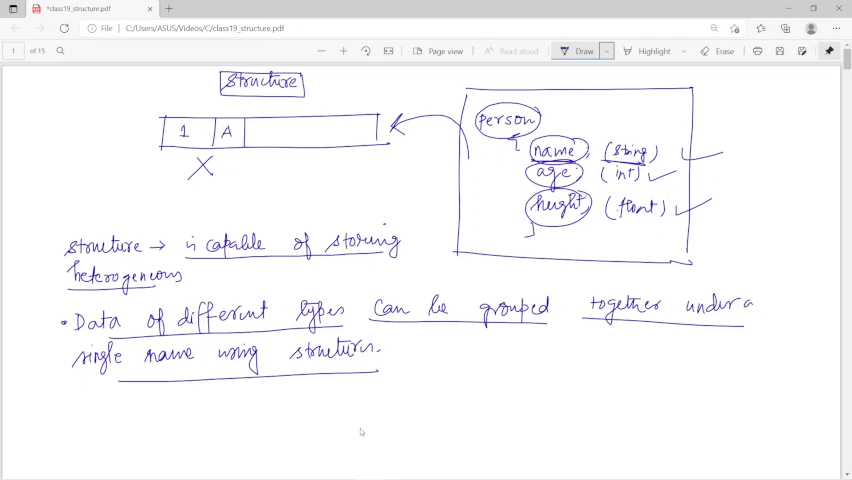 *class19_structure.pdf
File C:/Users/ASUS/Videos/C/class19_structure.pdf
1 of 15 Page view Read aloud Draw Highlight Erase
Structure
1 A
X
person
{
name, (string)
age (int)
height (float)
}
structure → is capable of storing
heterogeneous
• Data of different types can be grouped together under a
single name using structures.